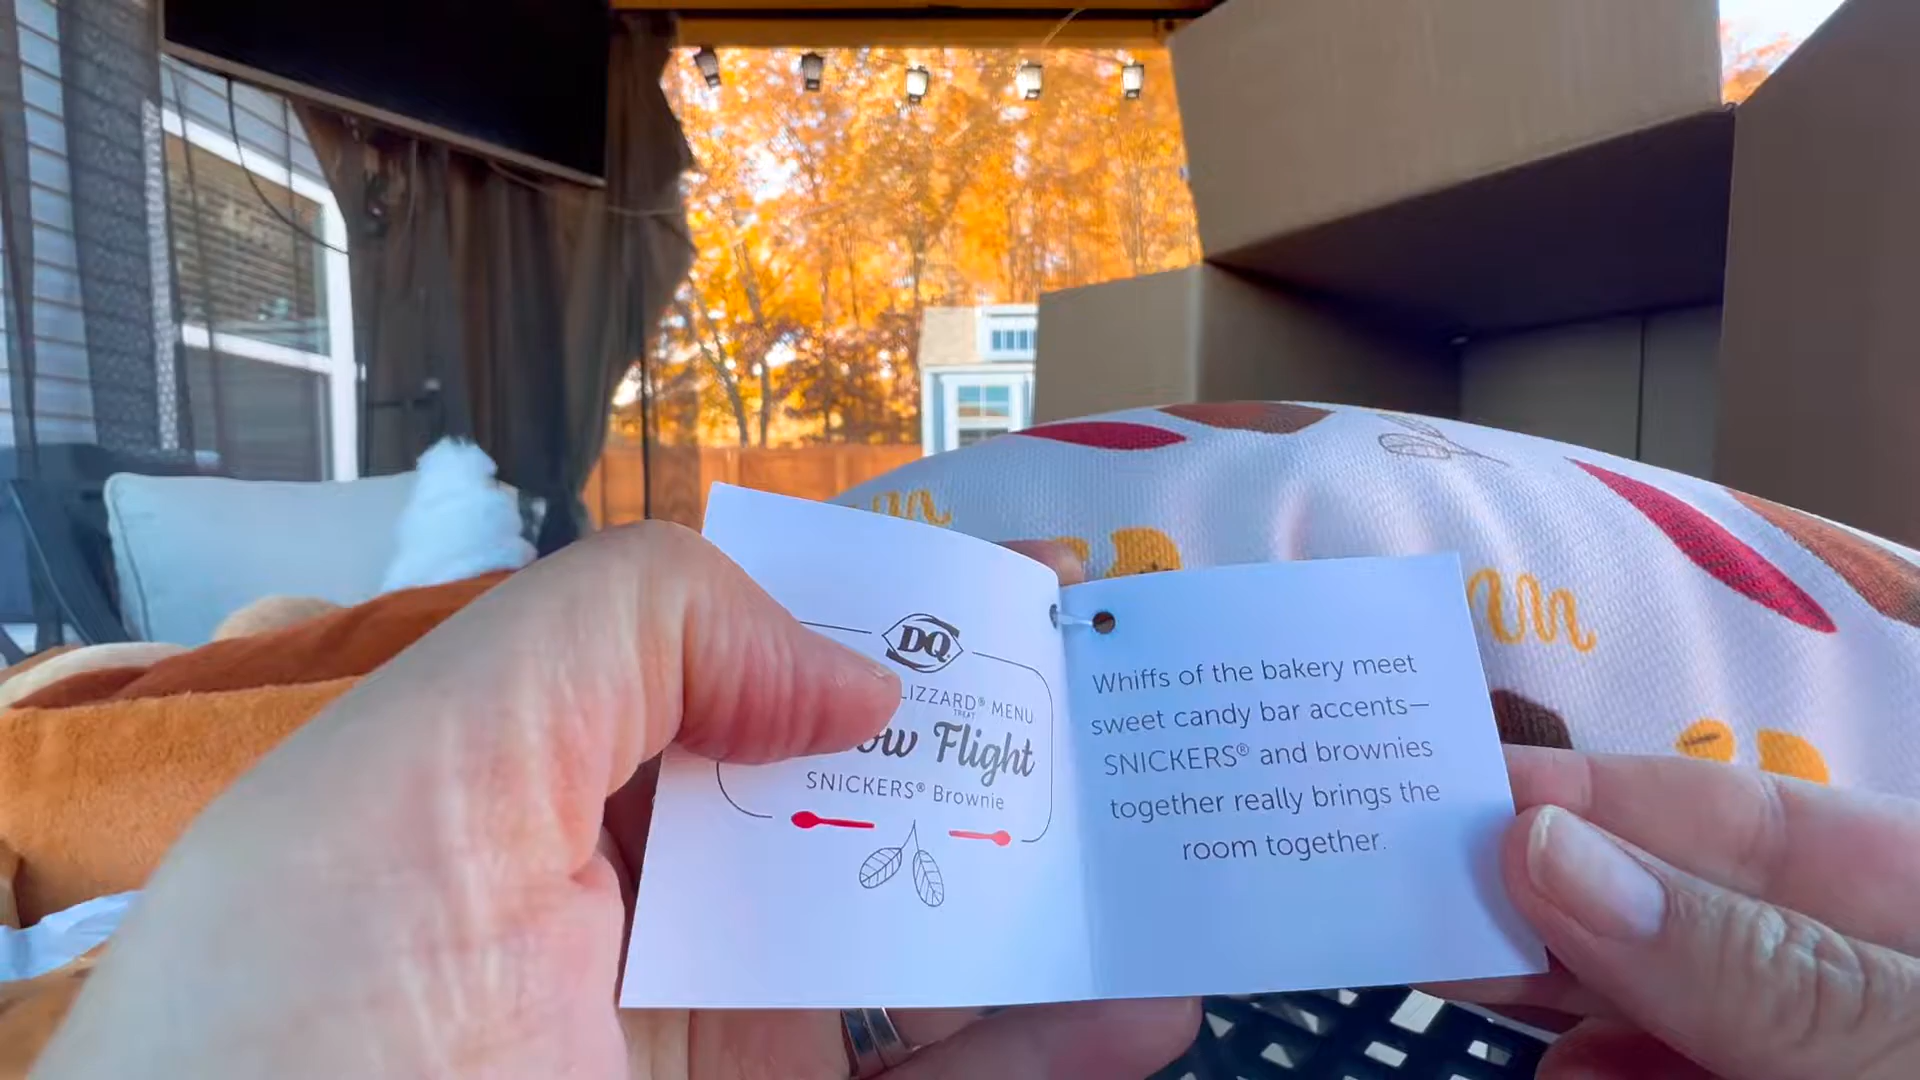 DQ
LIZZARD® MENU
TREAT
Flight
SNICKERS® Brownie
Whiffs of the bakery meet
sweet candy bar accents—
SNICKERS® and brownies
together really brings the
room together.